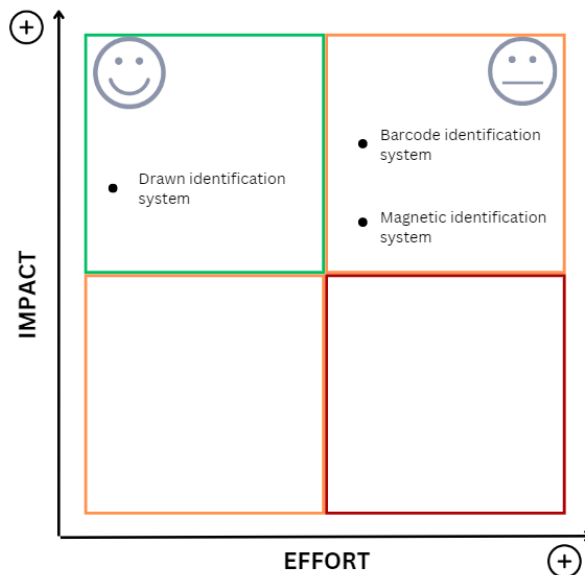 +
Barcode identification
system
Drawn identification
system
Magnetic identification
system
IMPACT
EFFORT
+